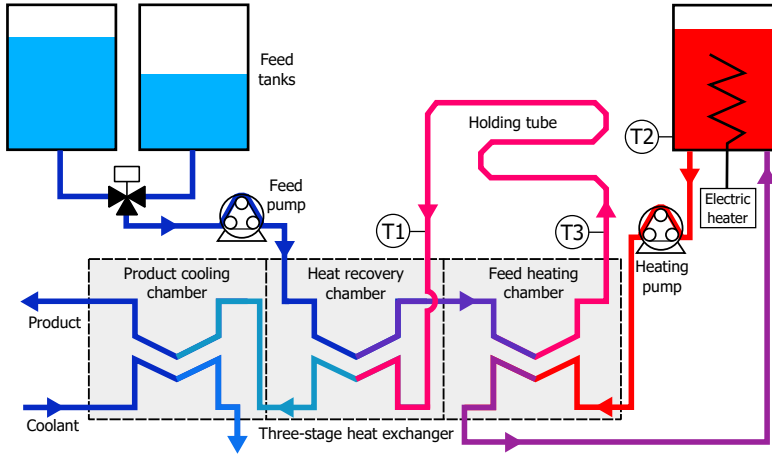 Feed
tanks
Holding tube
T2
Feed
pump
Electric
heater
T1
T3
Product cooling
chamber
Heat recovery
chamber
Feed heating
chamber
Heating
pump
Product
Coolant
Three-stage heat exchanger